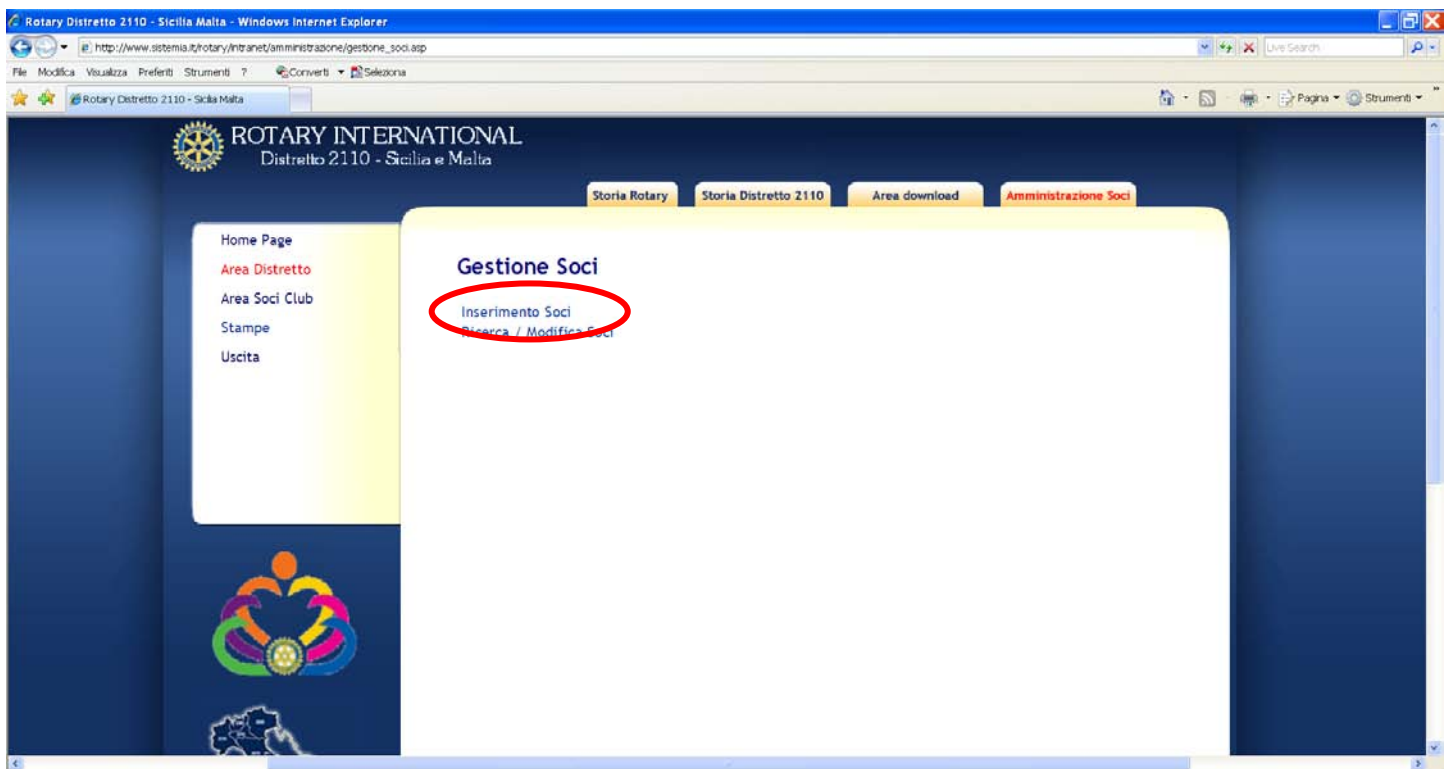 Rotary Distretto 2110 - Sicilia Malta - Windows Internet Explorer
http://www.sistemia.it/rotary/intranet/amministrazione/gestione_soci.asp
Live Search
File Modifica Visualizza Preferiti Strumenti ? Converti Seleziona
Rotary Distretto 2110 - Sicilia Malta
Pagina Strumenti
ROTARY INTERNATIONAL
Distretto 2110 - Sicilia e Malta
Storia Rotary Storia Distretto 2110 Area download Amministrazione Soci
Home Page
Area Distretto
Area Soci Club
Stampe
Uscita
Gestione Soci
Inserimento Soci
Ricerca / Modifica Soci